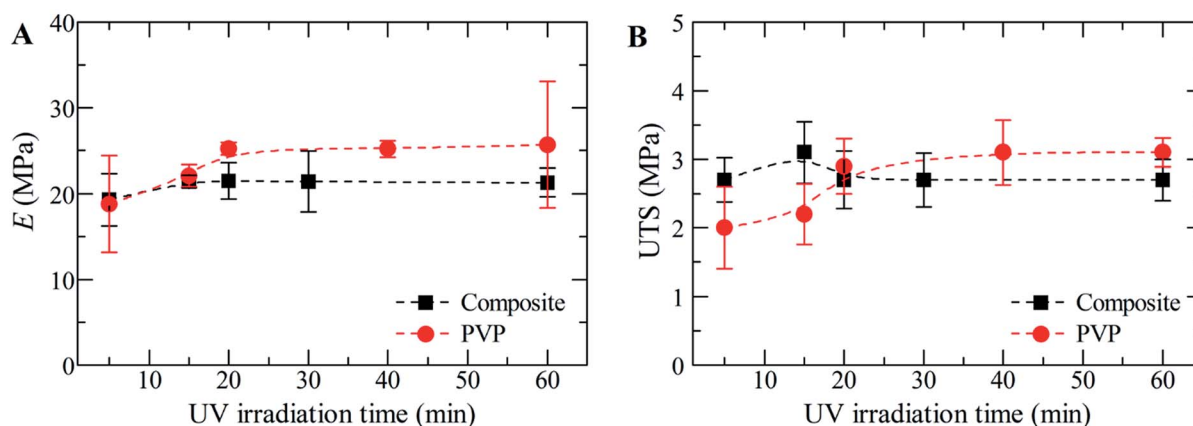 A
E (MPa)
40
30
20
10
0
10 20 30 40 50 60
UV irradiation time (min)
Composite
PVP
B
UTS (MPa)
5
4
3
2
1
0
10 20 30 40 50 60
UV irradiation time (min)
Composite
PVP